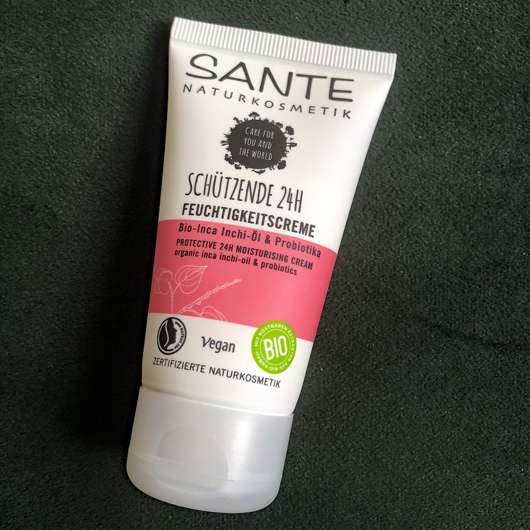 SANTE
NATURKOSMETIK
CARE FOR
YOU AND
THE WORLD
SCHÜTZENDE 24H
FEUCHTIGKEITSCREME
Bio-Inca Inchi-Öl & Probiotika
PROTECTIVE 24H MOISTURISING CREAM
organic inca inchi-oil & probiotics
Vegan
BIO
ZERTIFIZIERTE NATURKOSMETIK